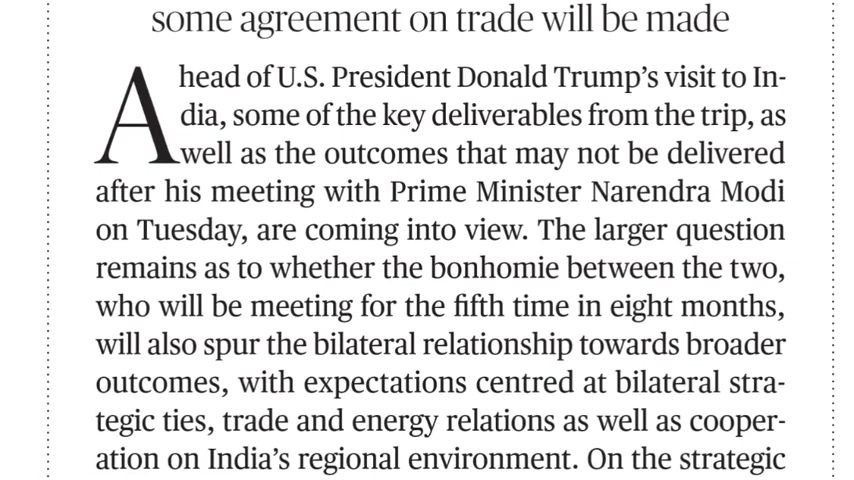 some agreement on trade will be made
Ahead of U.S. President Donald Trump’s visit to In-
dia, some of the key deliverables from the trip, as
well as the outcomes that may not be delivered
after his meeting with Prime Minister Narendra Modi
on Tuesday, are coming into view. The larger question
remains as to whether the bonhomie between the two,
who will be meeting for the fifth time in eight months,
will also spur the bilateral relationship towards broader
outcomes, with expectations centred at bilateral stra-
tegic ties, trade and energy relations as well as cooper-
ation on India’s regional environment. On the strategic